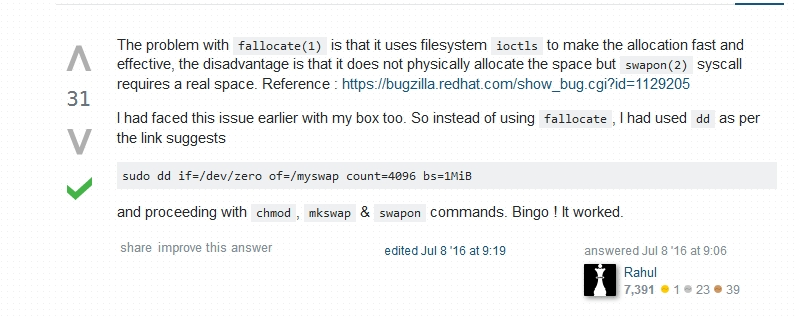 The problem with fallocate(1) is that it uses filesystem ioctls to make the allocation fast and
effective, the disadvantage is that it does not physically allocate the space but swapon(2) syscall
requires a real space. Reference : https://bugzilla.redhat.com/show_bug.cgi?id=1129205
31
I had faced this issue earlier with my box too. So instead of using fallocate , I had used dd as per
the link suggests
sudo dd if=/dev/zero of=/myswap count=4096 bs=1MiB
and proceeding with chmod , mkswap & swapon commands. Bingo ! It worked.
share improve this answer
edited Jul 8 '16 at 9:19
answered Jul 8 '16 at 9:06
Rahul
7,391 1 23 39